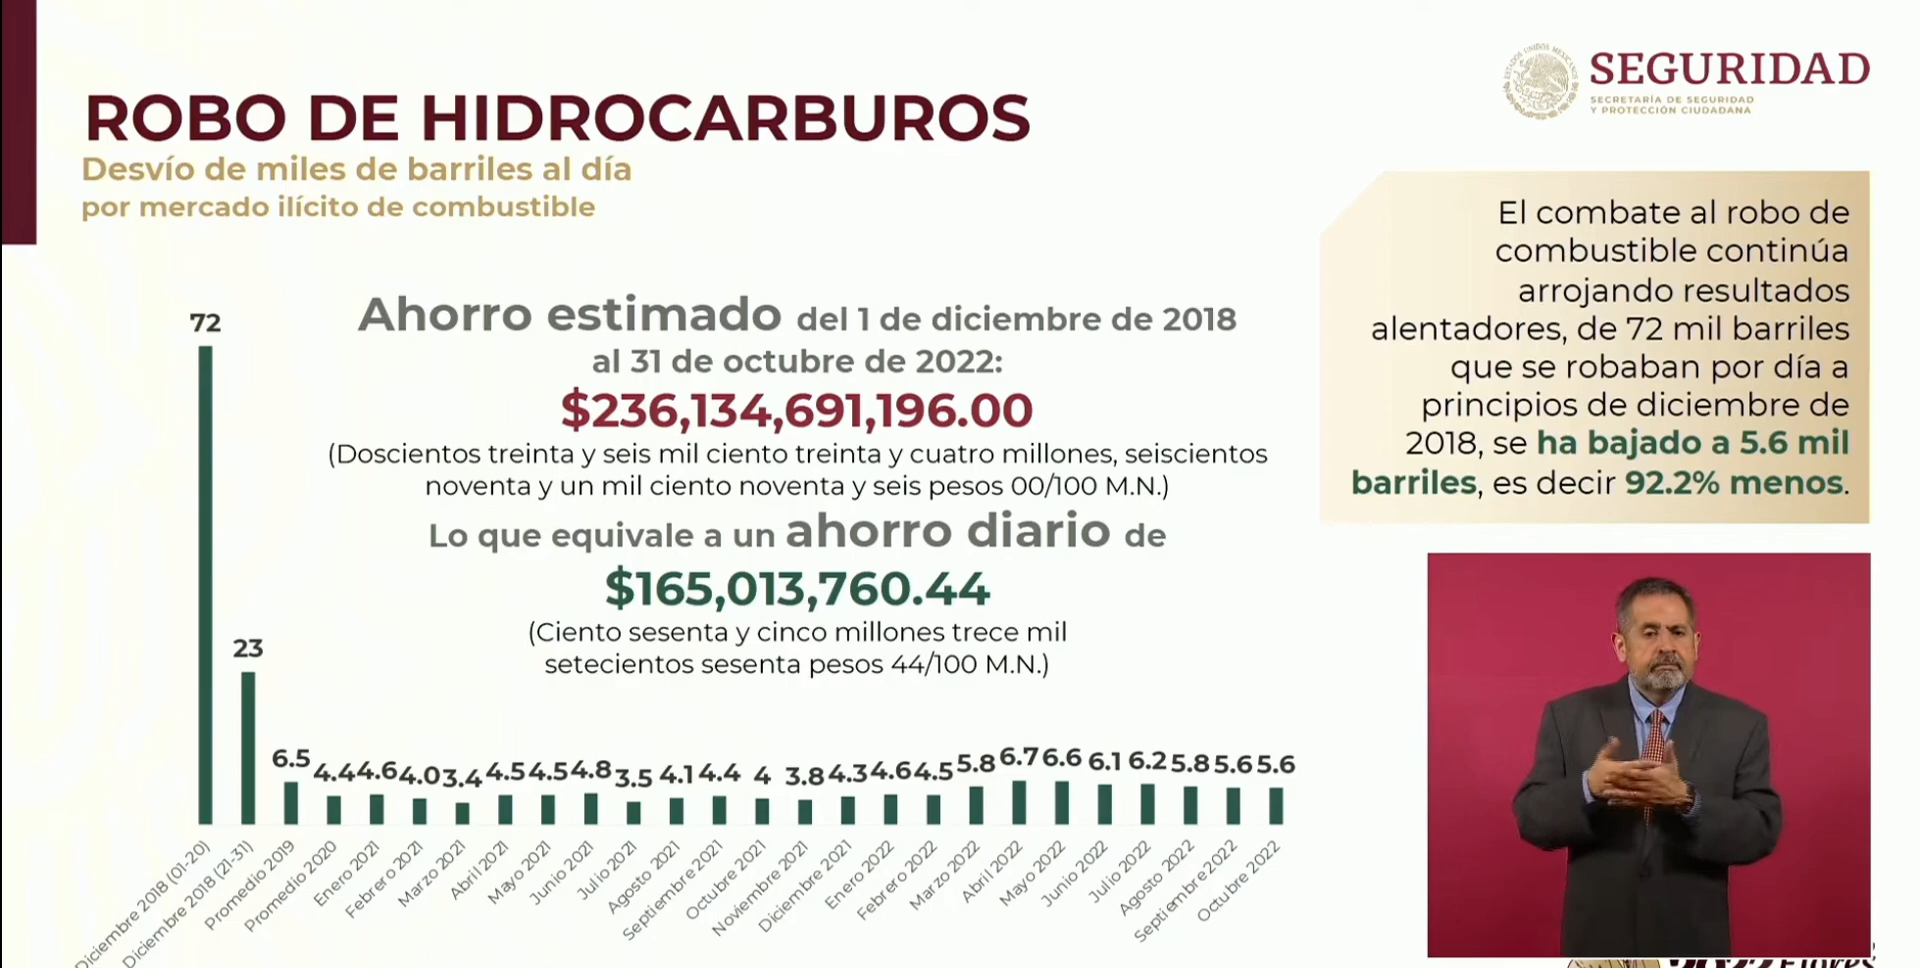 SEGURIDAD
SECRETARÍA DE SEGURIDAD
Y PROTECCIÓN CIUDADANA
ESTADOS UNIDOS MEXICANOS
ROBO DE HIDROCARBUROS
Desvío de miles de barriles al día
por mercado ilícito de combustible
El combate al robo de
combustible continúa
arrojando resultados
alentadores, de 72 mil barriles
que se robaban por día a
principios de diciembre de
2018, se ha bajado a 5.6 mil
barriles, es decir 92.2% menos.
Ahorro estimado del 1 de diciembre de 2018
al 31 de octubre de 2022:
$236,134,691,196.00
(Doscientos treinta y seis mil ciento treinta y cuatro millones, seiscientos
noventa y un mil ciento noventa y seis pesos 00/100 M.N.)
Lo que equivale a un ahorro diario de
$165,013,760.44
(Ciento sesenta y cinco millones trece mil
setecientos sesenta pesos 44/100 M.N.)
72
23
6.5 4.4 4.6 4.0 3.4 4.5 4.5 4.8 3.5 4.1 4.4 4 3.8 4.3 4.6 4.5 5.8 6.7 6.6 6.1 6.2 5.8 5.6 5.6
Diciembre 2018 (01-20)
Diciembre 2018 (21-31)
Promedio 2019
Promedio 2020
Enero 2021
Febrero 2021
Marzo 2021
Abril 2021
Mayo 2021
Junio 2021
Julio 2021
Agosto 2021
Septiembre 2021
Octubre 2021
Noviembre 2021
Diciembre 2021
Enero 2022
Febrero 2022
Marzo 2022
Abril 2022
Mayo 2022
Junio 2022
Julio 2022
Agosto 2022
Septiembre 2022
Octubre 2022
2022 Flores